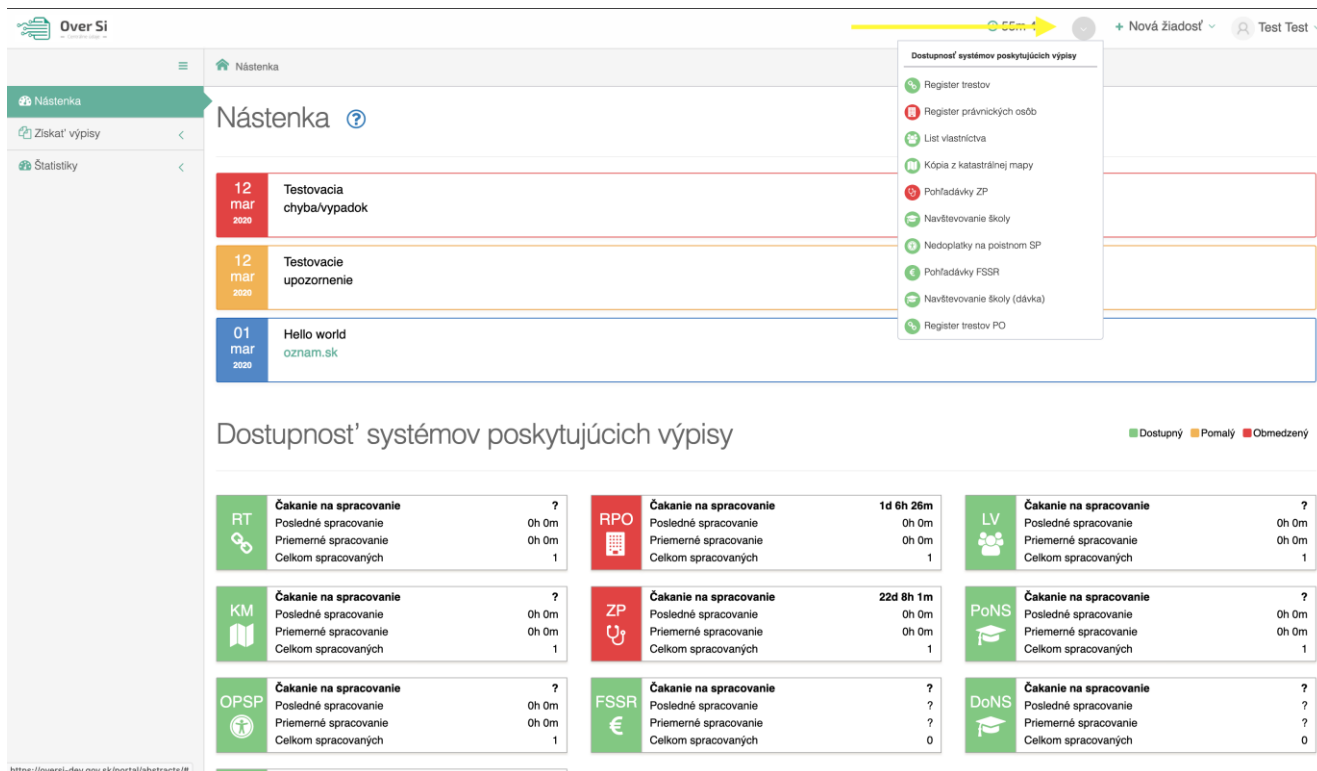 Over Si
55m 4
+ Nová žiadosť
Test Test
Nástenka
Dostupnosť systémov poskytujúcich výpisy
Register trestov
Register právnických osôb
List vlastníctva
Kópia z katastrálnej mapy
Pohľadávky ZP
Navštevovanie školy
Nedoplatky na poistnom SP
Pohľadávky FSSR
Navštevovanie školy (dávka)
Register trestov PO
Nástenka
Získať výpisy
Štatistiky
Nástenka ?
12
mar
2020
Testovacia
chyba/vypadok
12
mar
2020
Testovacie
upozornenie
01
mar
2020
Hello world
oznam.sk
Dostupnosť systémov poskytujúcich výpisy
Dostupný Pomalý Obmedzený
RT
Čakanie na spracovanie ?
Posledné spracovanie 0h 0m
Priemerné spracovanie 0h 0m
Celkom spracovaných 1
RPO
Čakanie na spracovanie 1d 6h 26m
Posledné spracovanie 0h 0m
Priemerné spracovanie 0h 0m
Celkom spracovaných 1
LV
Čakanie na spracovanie ?
Posledné spracovanie 0h 0m
Priemerné spracovanie 0h 0m
Celkom spracovaných 1
KM
Čakanie na spracovanie ?
Posledné spracovanie 0h 0m
Priemerné spracovanie 0h 0m
Celkom spracovaných 1
ZP
Čakanie na spracovanie 22d 8h 1m
Posledné spracovanie 0h 0m
Priemerné spracovanie 0h 0m
Celkom spracovaných 1
PoNS
Čakanie na spracovanie ?
Posledné spracovanie 0h 0m
Priemerné spracovanie 0h 0m
Celkom spracovaných 1
OPSP
Čakanie na spracovanie ?
Posledné spracovanie 0h 0m
Priemerné spracovanie 0h 0m
Celkom spracovaných 1
FSSR
€
Čakanie na spracovanie ?
Posledné spracovanie ?
Priemerné spracovanie ?
Celkom spracovaných 0
DoNS
Čakanie na spracovanie ?
Posledné spracovanie ?
Priemerné spracovanie ?
Celkom spracovaných 0
https://oversi-dev.gov.sk/portal/abstracts/#